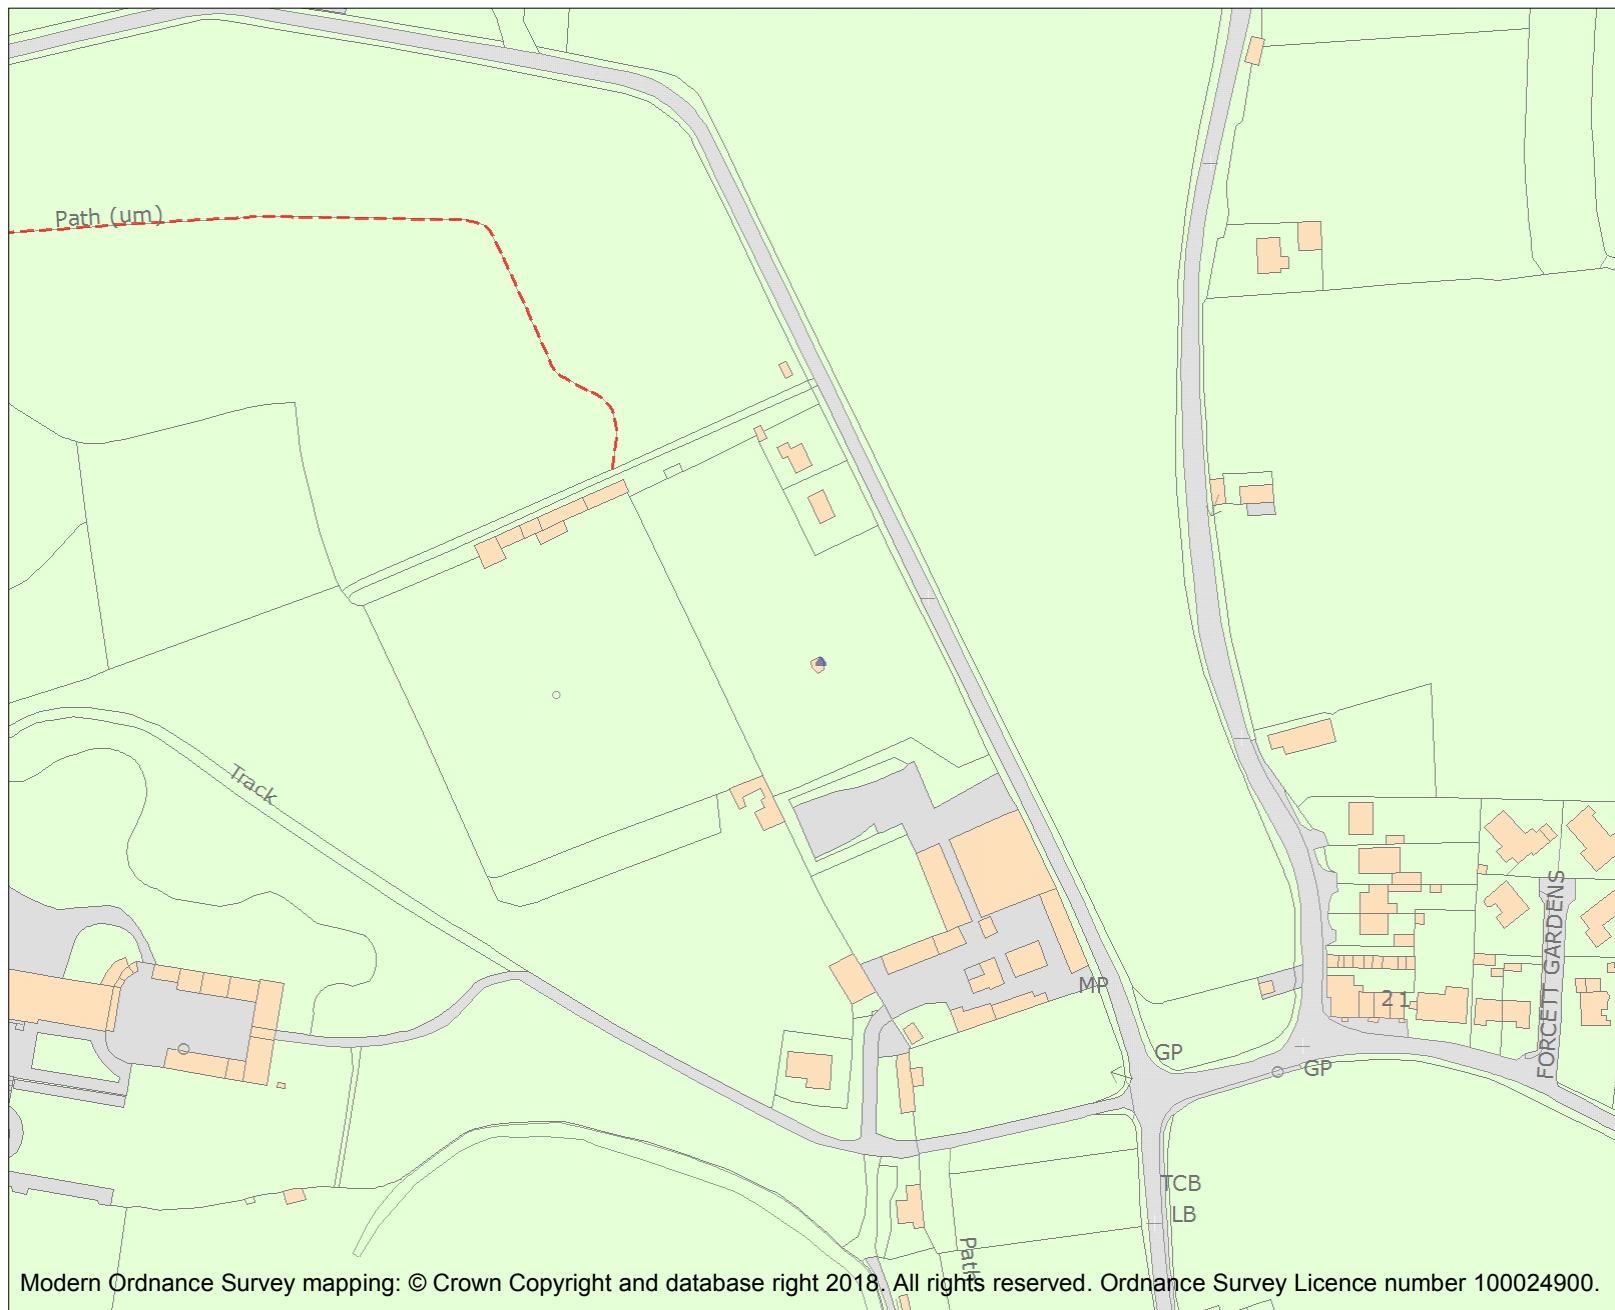 Path (um)
Track
MP
21
FORCETT GARDENS
GP
GP
TCB
LB
Path
Modern Ordnance Survey mapping: © Crown Copyright and database right 2018. All rights reserved. Ordnance Survey Licence number 100024900.